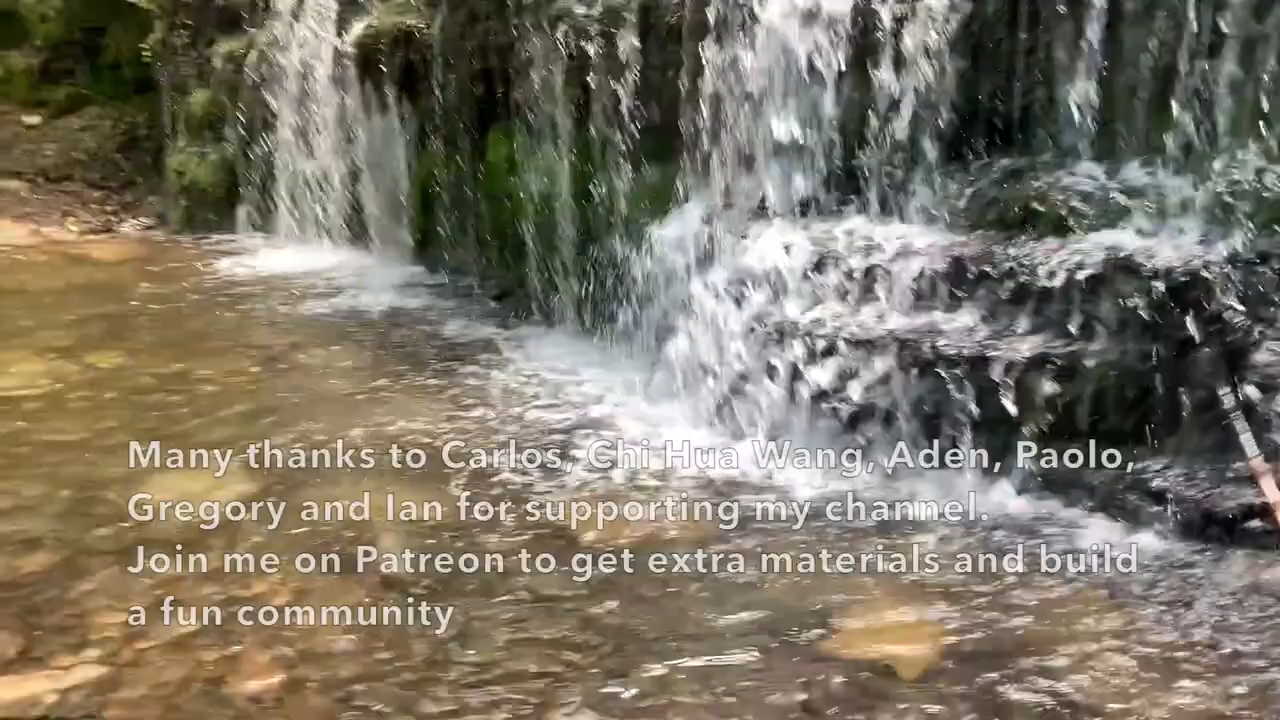 Many thanks to Carlos, Chi Hua Wang, Aden, Paolo,
Gregory and Ian for supporting my channel.
Join me on Patreon to get extra materials and build
a fun community